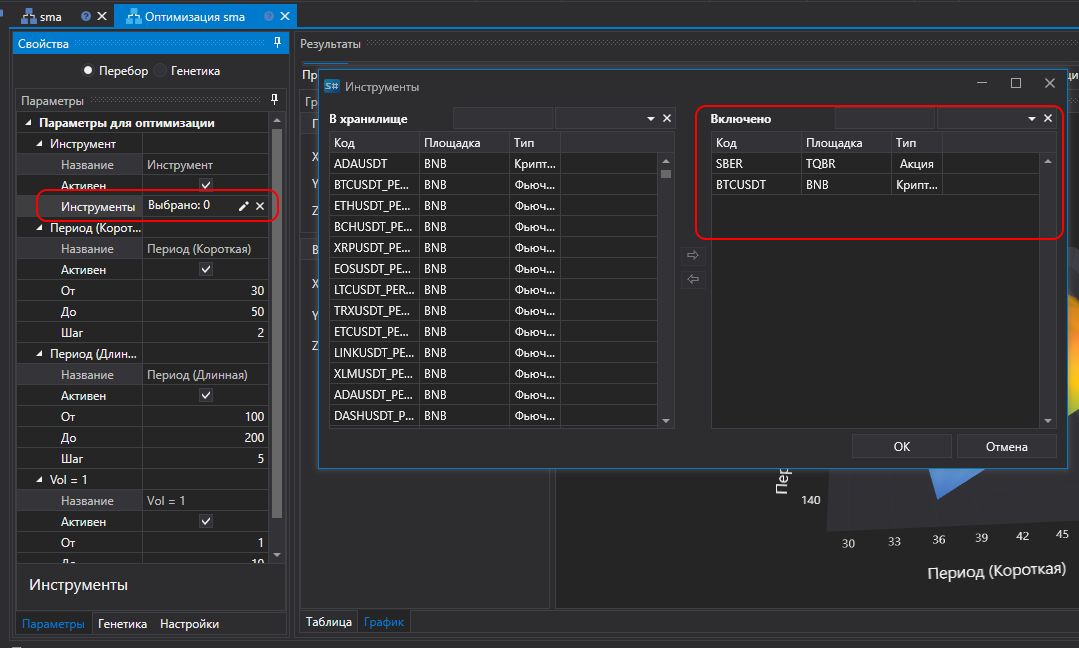 sma
Оптимизация sma
Свойства
Перебор Генетика
Параметры
Параметры для оптимизации
Инструмент
Название Инструмент
Активен
Инструменты Выбрано: 0
Период (Корот...
Название Период (Короткая)
Активен
От 30
До 50
Шаг 2
Период (Длин...
Название Период (Длинная)
Активен
От 100
До 200
Шаг 5
Vol = 1
Название Vol = 1
Активен
От 1
Инструменты
Параметры Генетика Настройки
Результаты
S# Инструменты
В хранилище
Код Площадка Тип
ADAUSDT BNB Крипт...
BTCUSDT_PE... BNB Фьюч...
ETHUSDT_PE... BNB Фьюч...
BCHUSDT_PE... BNB Фьюч...
XRPUSDT_PE... BNB Фьюч...
EOSUSDT_PE... BNB Фьюч...
LTCUSDT_PER... BNB Фьюч...
TRXUSDT_PE... BNB Фьюч...
ETCUSDT_PE... BNB Фьюч...
LINKUSDT_PE... BNB Фьюч...
XLMUSDT_PE... BNB Фьюч...
ADAUSDT_PE... BNB Фьюч...
DASHUSDT_P... BNB Фьюч...
Включено
Код Площадка Тип
SBER TQBR Акция
BTCUSDT BNB Крипт...
ОК Отмена
X
Y
Z
X
Y
Z
140
30 33 36 39 42 45
Период (Короткая)
Таблица График